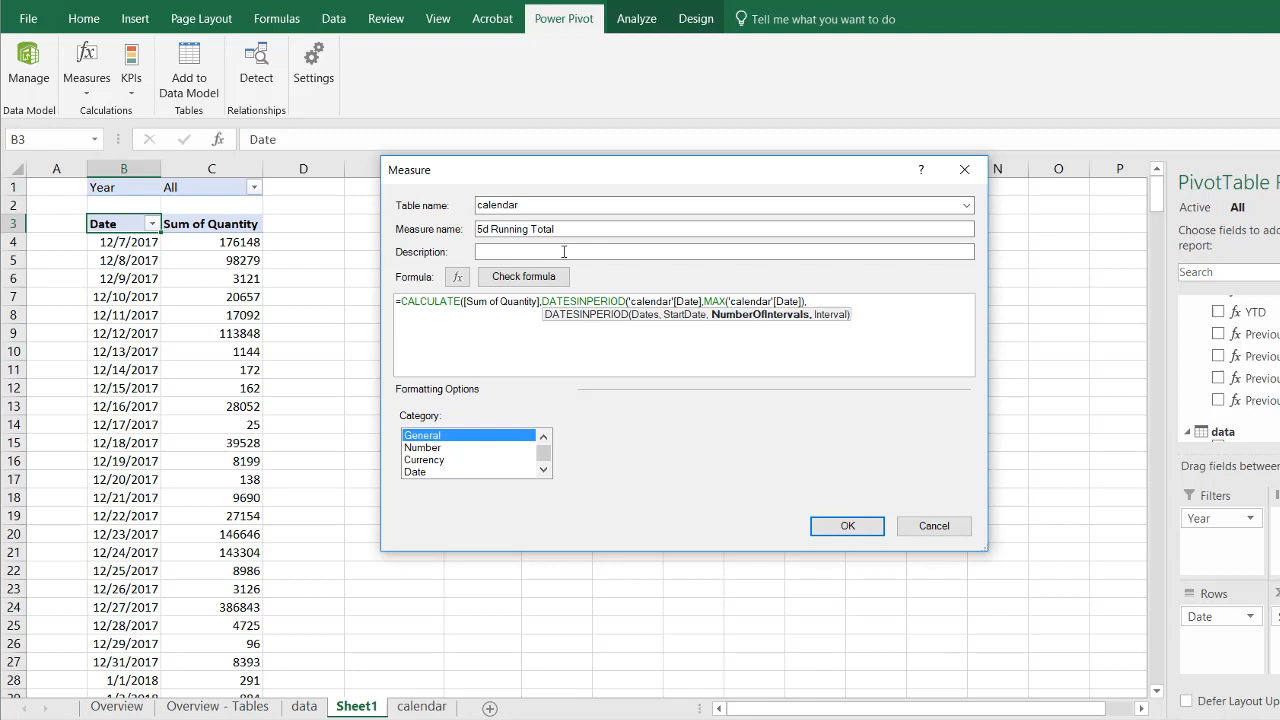 File Home Insert Page Layout Formulas Data Review View Acrobat Power Pivot Analyze Design Tell me what you want to do
Manage Measures KPIs Add to Data Model Detect Settings
Data Model Calculations Tables Relationships
B3 fx Date
A B C D N O P
1 Year All
2
3 Date Sum of Quantity
4 12/7/2017 176148
5 12/8/2017 98279
6 12/9/2017 3121
7 12/10/2017 20657
8 12/11/2017 17092
9 12/12/2017 113848
10 12/13/2017 1144
11 12/14/2017 172
12 12/15/2017 162
13 12/16/2017 28052
14 12/17/2017 25
15 12/18/2017 39528
16 12/19/2017 8199
17 12/20/2017 138
18 12/21/2017 9690
19 12/22/2017 27154
20 12/23/2017 146646
21 12/24/2017 143304
22 12/25/2017 8986
23 12/26/2017 3126
24 12/27/2017 386843
25 12/28/2017 4725
26 12/29/2017 96
27 12/31/2017 8393
28 1/1/2018 291
Measure ?
Table name: calendar
Measure name: 5d Running Total
Description:
Formula: fx Check formula
=CALCULATE([Sum of Quantity],DATESINPERIOD('calendar'[Date],MAX('calendar'[Date]),
DATESINPERIOD(Dates, StartDate, NumberOfIntervals, Interval)
Formatting Options
Category:
General
Number
Currency
Date
OK Cancel
PivotTable F
Active All
Choose fields to add
report:
Search
fx YTD
fx Previou
fx Previou
fx Previou
fx Previou
data
Drag fields between
Filters
Year
Rows
Date
Defer Layout Up
Overview Overview - Tables data Sheet1 calendar